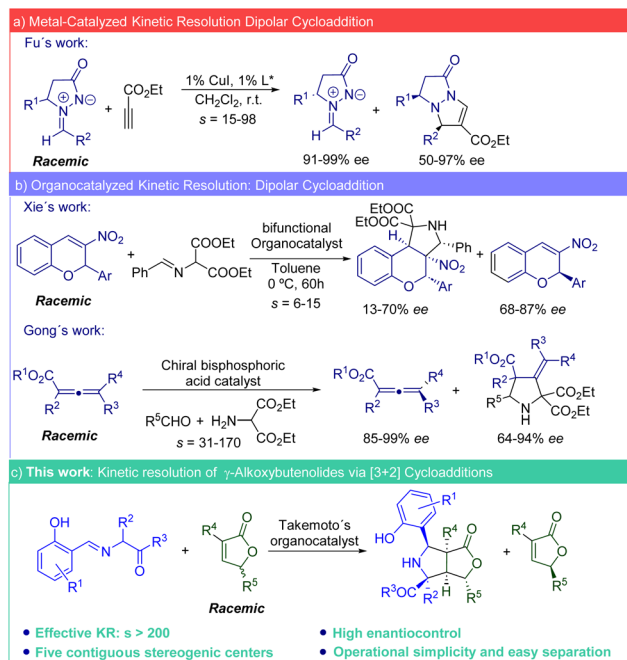 a) Metal-Catalyzed Kinetic Resolution Dipolar Cycloaddition
Fu´s work:
O
R¹
N
N
⊕
⊖
H
R²
Racemic
+
CO₂Et
1% CuI, 1% L*
CH₂Cl₂, r.t.
s = 15-98
O
R¹
N
N
⊕
⊖
H
R²
91-99% ee
+
O
R¹
N
N
R²
CO₂Et
50-97% ee
b) Organocatalyzed Kinetic Resolution: Dipolar Cycloaddition
Xie's work:
NO₂
O
Ar
Racemic
+
Ph
N
CO₂Et
CO₂Et
bifunctional
Organocatalyst
Toluene
0 ºC, 60h
s = 6-15
EtO₂C
EtO₂C
NH
H
Ph
NO₂
O
Ar
13-70% ee
+
NO₂
O
Ar
68-87% ee
Gong´s work:
R¹O₂C
R⁴
R²
R³
Racemic
Chiral bisphosphoric
acid catalyst
R⁵CHO + H₂N
CO₂Et
CO₂Et
s = 31-170
R¹O₂C
R⁴
R²
R³
85-99% ee
+
R³
R¹O₂C
R⁴
R²
R⁵
CO₂Et
CO₂Et
N
H
64-94% ee
c) This work: Kinetic resolution of γ-Alkoxybutenolides via [3+2] Cycloadditions
OH
R²
N
R³
O
R¹
+
R⁴
O
O
R⁵
Racemic
Takemoto´s
organocatalyst
R¹
HO
R⁴
O
H
HN
O
R³OC
R²
H
R⁵
+
R⁴
O
O
R⁵
• Effective KR: s > 200
• High enantiocontrol
• Five contiguous stereogenic centers
• Operational simplicity and easy separation